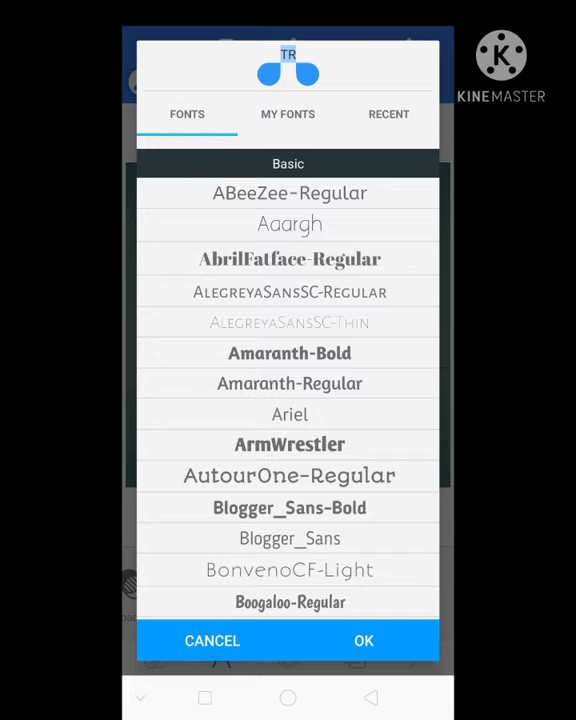 TR
K
KINEMASTER
FONTS
MY FONTS
RECENT
Basic
ABeeZee-Regular
Aaargh
AbrilFatface-Regular
AlegreyaSansSC-Regular
AlegreyaSansSC-Thin
Amaranth-Bold
Amaranth-Regular
Ariel
ArmWrestler
AutourOne-Regular
Blogger_Sans-Bold
Blogger_Sans
BonvenoCF-Light
Boogaloo-Regular
CANCEL
OK